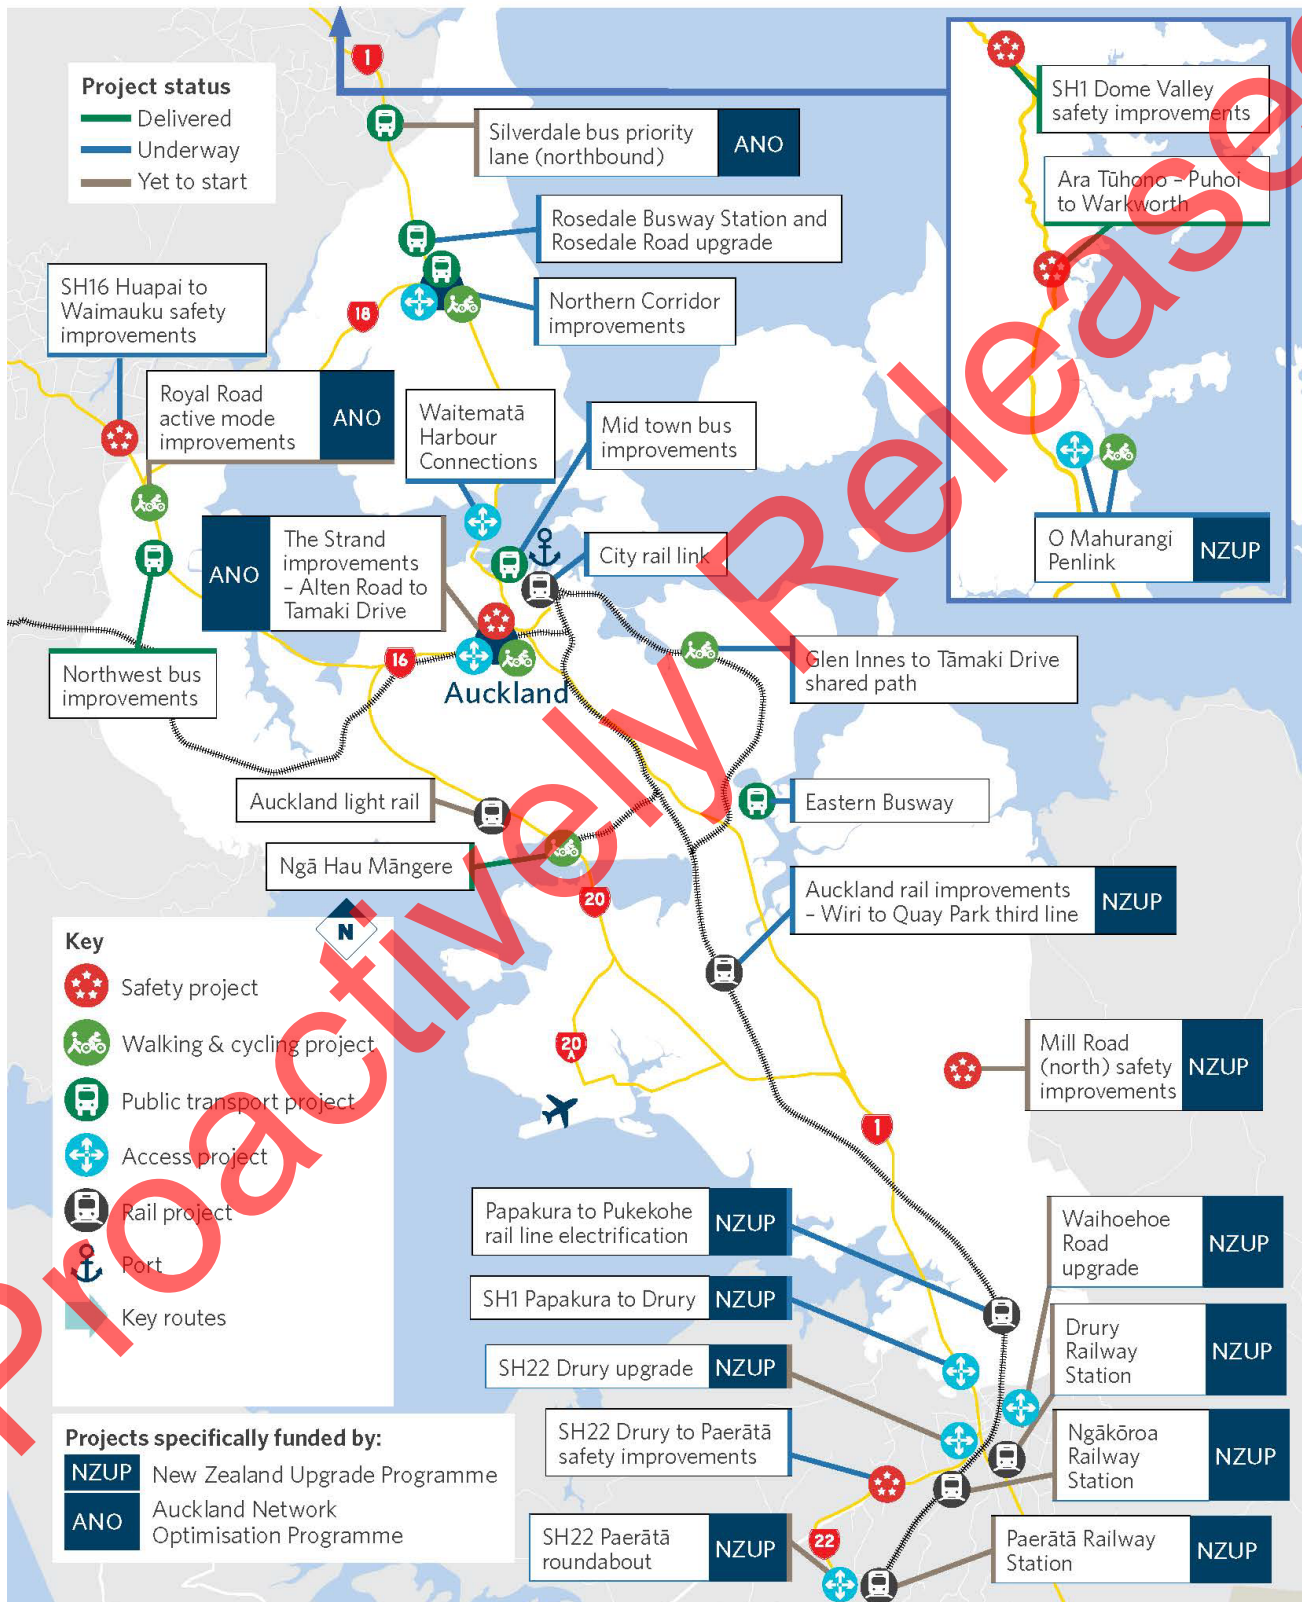 Project status
Delivered
Underway
Yet to start
1
Silverdale bus priority
lane (northbound)
ANO
SH1 Dome Valley
safety improvements
Ara Tūhono – Puhoi
to Warkworth
O Mahurangi
Penlink
NZUP
Rosedale Busway Station and
Rosedale Road upgrade
Northern Corridor
improvements
18
SH16 Huapai to
Waimauku safety
improvements
Royal Road
active mode
improvements
ANO
Waitematā
Harbour
Connections
Mid town bus
improvements
ANO
The Strand
improvements
– Alten Road to
Tamaki Drive
City rail link
Northwest bus
improvements
16
Auckland
Glen Innes to Tāmaki Drive
shared path
Auckland light rail
Eastern Busway
Ngā Hau Māngere
20
Auckland rail improvements
– Wiri to Quay Park third line
NZUP
N
Key
Safety project
Walking & cycling project
Public transport project
Access project
Rail project
Port
Key routes
20
A
Mill Road
(north) safety
improvements
NZUP
1
Papakura to Pukekohe
rail line electrification
NZUP
Waihoehoe
Road
upgrade
NZUP
SH1 Papakura to Drury
NZUP
Drury
Railway
Station
NZUP
SH22 Drury upgrade
NZUP
SH22 Drury to Paerātā
safety improvements
Ngākōroa
Railway
Station
NZUP
SH22 Paerātā
roundabout
NZUP
22
Paerātā Railway
Station
NZUP
Projects specifically funded by:
NZUP
New Zealand Upgrade Programme
ANO
Auckland Network
Optimisation Programme
Proactively Released